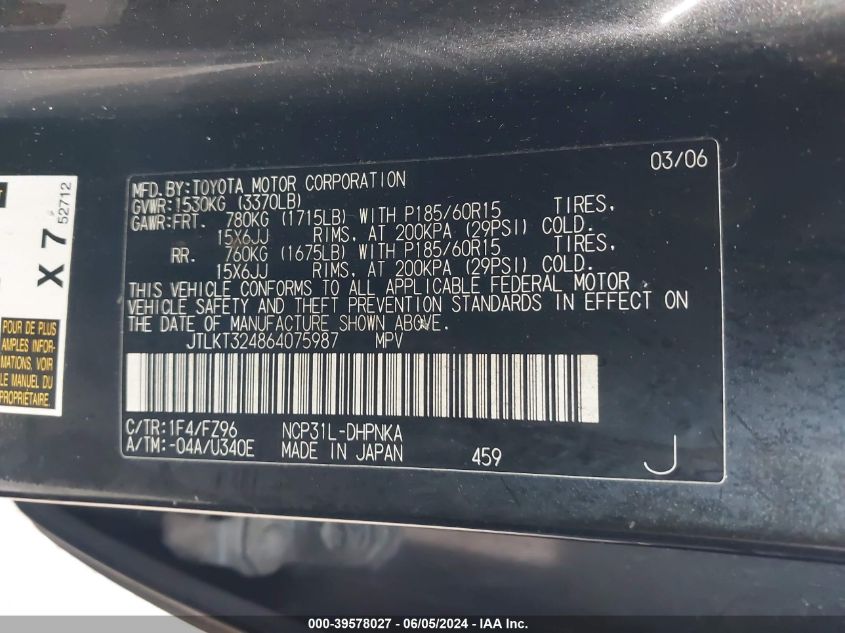 03/06
MFD.BY:TOYOTA MOTOR CORPORATION
GVWR:1530KG (3370LB)
GAWR:FRT. 780KG (1715LB) WITH P185/60R15 TIRES,
15X6JJ RIMS, AT 200KPA (29PSI) COLD.
RR. 760KG (1675LB) WITH P185/60R15 TIRES,
15X6JJ RIMS, AT 200KPA (29PSI) COLD.
THIS VEHICLE CONFORMS TO ALL APPLICABLE FEDERAL MOTOR
VEHICLE SAFETY AND THEFT PREVENTION STANDARDS IN EFFECT ON
THE DATE OF MANUFACTURE SHOWN ABOVE.
JTLKT324864075987 MPV
C/TR:1F4/FZ96 NCP31L-DHPNKA
A/TM:-04A/U340E MADE IN JAPAN 459 J
X 7
52712
POUR DE PLUS
AMPLES INFOR-
MATIONS, VOIR
LE MANUEL DU
PROPRIÉTAIRE.
000-39578027 - 06/05/2024 - IAA Inc.